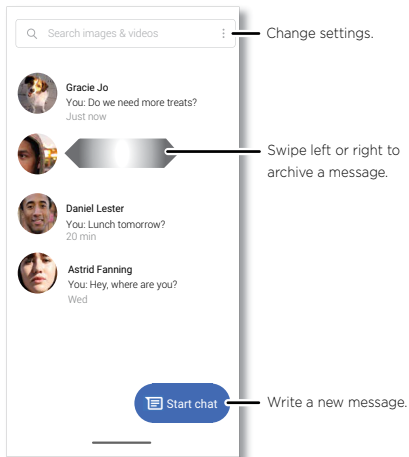 Search images & videos
Change settings.
Gracie Jo
You: Do we need more treats?
Just now
Swipe left or right to
archive a message.
Daniel Lester
You: Lunch tomorrow?
20 min
Astrid Fanning
You: Hey, where are you?
Wed
Start chat
Write a new message.